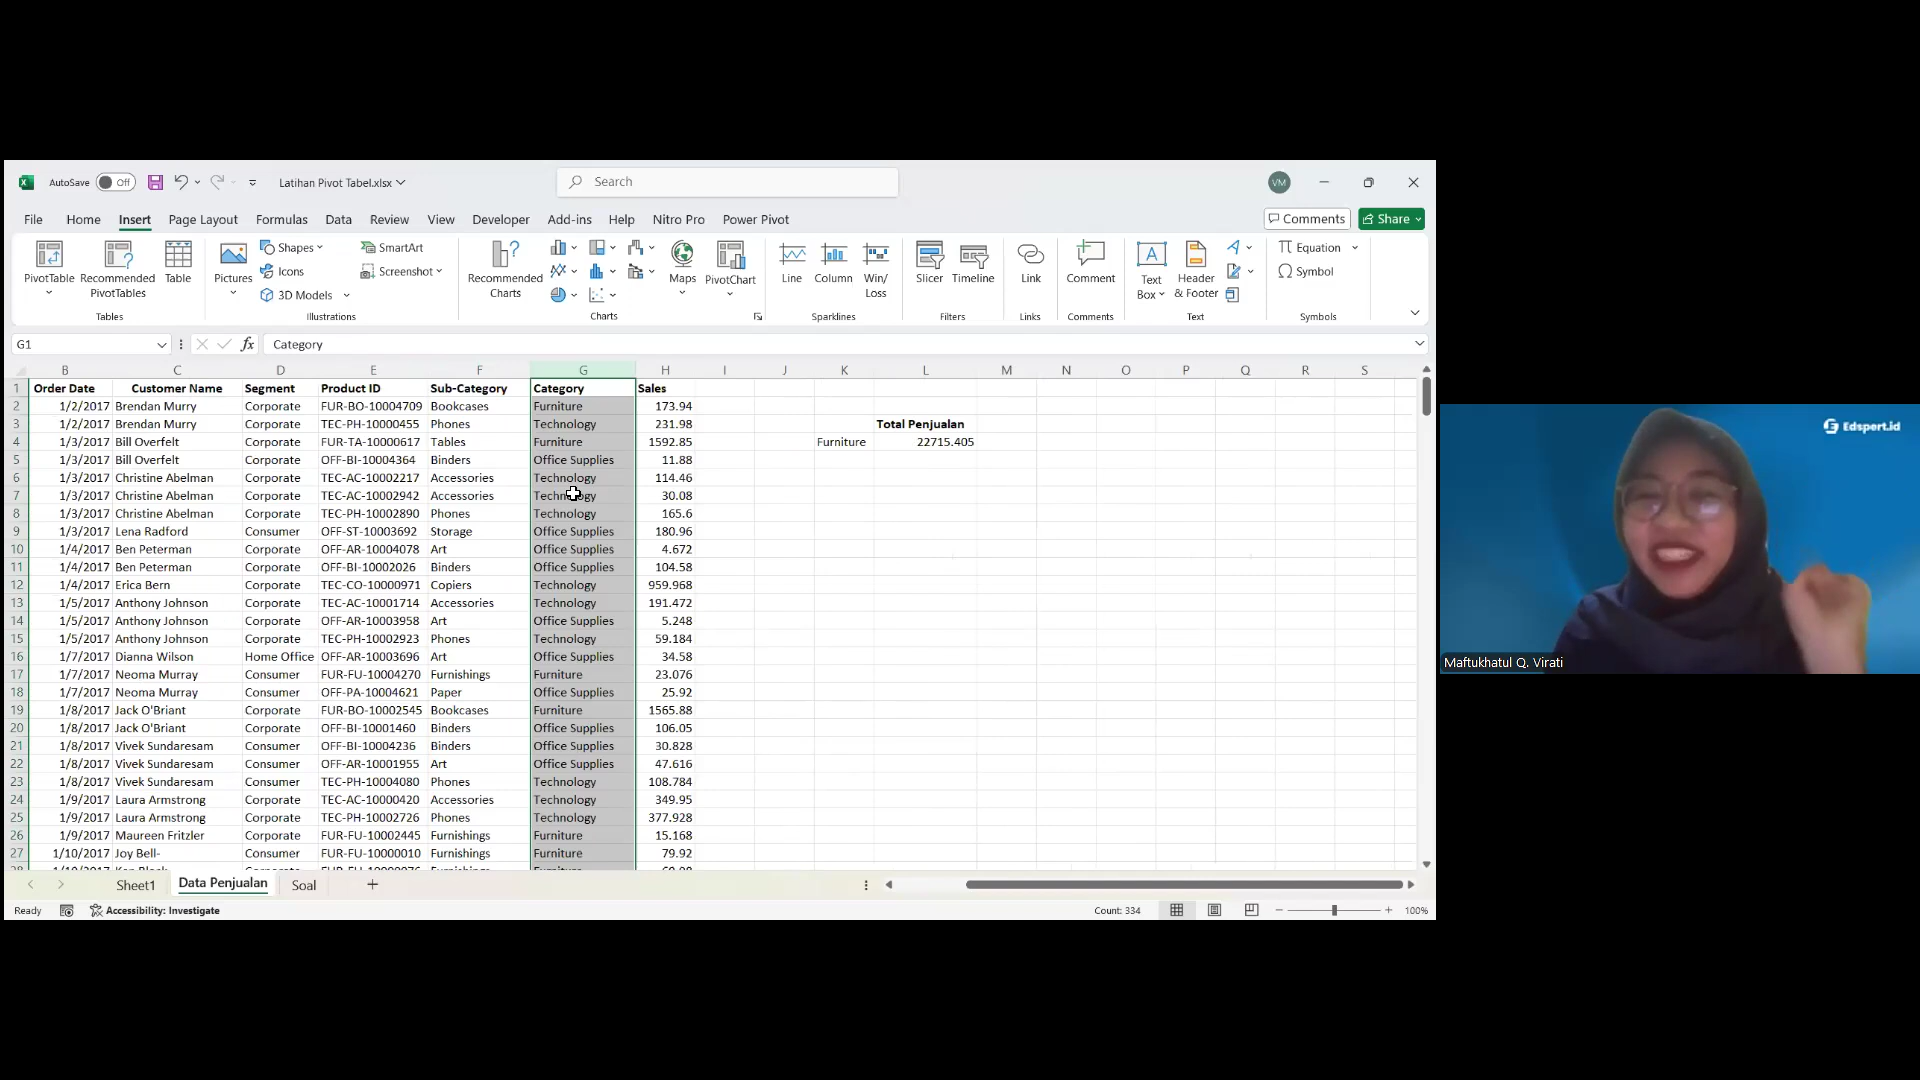 AutoSave Off Latihan Pivot Tabel.xlsx Search VM
File Home Insert Page Layout Formulas Data Review View Developer Add-ins Help Nitro Pro Power Pivot Comments Share
PivotTable Recommended PivotTables Table Pictures Shapes Icons 3D Models SmartArt Screenshot Recommended Charts Maps PivotChart Line Column Win/Loss Slicer Timeline Link Comment Text Box Header & Footer Equation Symbol
Tables Illustrations Charts Sparklines Filters Links Comments Text Symbols
G1 fx Category
B C D E F G H I J K L M N O P Q R S
1 Order Date Customer Name Segment Product ID Sub-Category Category Sales
2 1/2/2017 Brendan Murry Corporate FUR-BO-10004709 Bookcases Furniture 173.94
3 1/2/2017 Brendan Murry Corporate TEC-PH-10000455 Phones Technology 231.98 Total Penjualan
4 1/3/2017 Bill Overfelt Corporate FUR-TA-10000617 Tables Furniture 1592.85 Furniture 22715.405
5 1/3/2017 Bill Overfelt Corporate OFF-BI-10004364 Binders Office Supplies 11.88
6 1/3/2017 Christine Abelman Corporate TEC-AC-10002217 Accessories Technology 114.46
7 1/3/2017 Christine Abelman Corporate TEC-AC-10002942 Accessories Technology 30.08
8 1/3/2017 Christine Abelman Corporate TEC-PH-10002890 Phones Technology 165.6
9 1/3/2017 Lena Radford Consumer OFF-ST-10003692 Storage Office Supplies 180.96
10 1/4/2017 Ben Peterman Corporate OFF-AR-10004078 Art Office Supplies 4.672
11 1/4/2017 Ben Peterman Corporate OFF-BI-10002026 Binders Office Supplies 104.58
12 1/4/2017 Erica Bern Corporate TEC-CO-10000971 Copiers Technology 959.968
13 1/5/2017 Anthony Johnson Corporate TEC-AC-10001714 Accessories Technology 191.472
14 1/5/2017 Anthony Johnson Corporate OFF-AR-10003958 Art Office Supplies 5.248
15 1/5/2017 Anthony Johnson Corporate TEC-PH-10002923 Phones Technology 59.184
16 1/7/2017 Dianna Wilson Home Office OFF-AR-10003696 Art Office Supplies 34.58
17 1/7/2017 Neoma Murray Consumer FUR-FU-10004270 Furnishings Furniture 23.076
18 1/7/2017 Neoma Murray Consumer OFF-PA-10004621 Paper Office Supplies 25.92
19 1/8/2017 Jack O'Briant Corporate FUR-BO-10002545 Bookcases Furniture 1565.88
20 1/8/2017 Jack O'Briant Corporate OFF-BI-10001460 Binders Office Supplies 106.05
21 1/8/2017 Vivek Sundaresam Consumer OFF-BI-10004236 Binders Office Supplies 30.828
22 1/8/2017 Vivek Sundaresam Consumer OFF-AR-10001955 Art Office Supplies 47.616
23 1/8/2017 Vivek Sundaresam Consumer TEC-PH-10004080 Phones Technology 108.784
24 1/9/2017 Laura Armstrong Corporate TEC-AC-10000420 Accessories Technology 349.95
25 1/9/2017 Laura Armstrong Corporate TEC-PH-10002726 Phones Technology 377.928
26 1/9/2017 Maureen Fritzler Corporate FUR-FU-10002445 Furnishings Furniture 15.168
27 1/10/2017 Joy Bell- Consumer FUR-FU-10000010 Furnishings Furniture 79.92
Sheet1 Data Penjualan Soal
Ready Accessibility: Investigate Count: 334 100%
Edspert.id
Maftukhatul Q. Virati